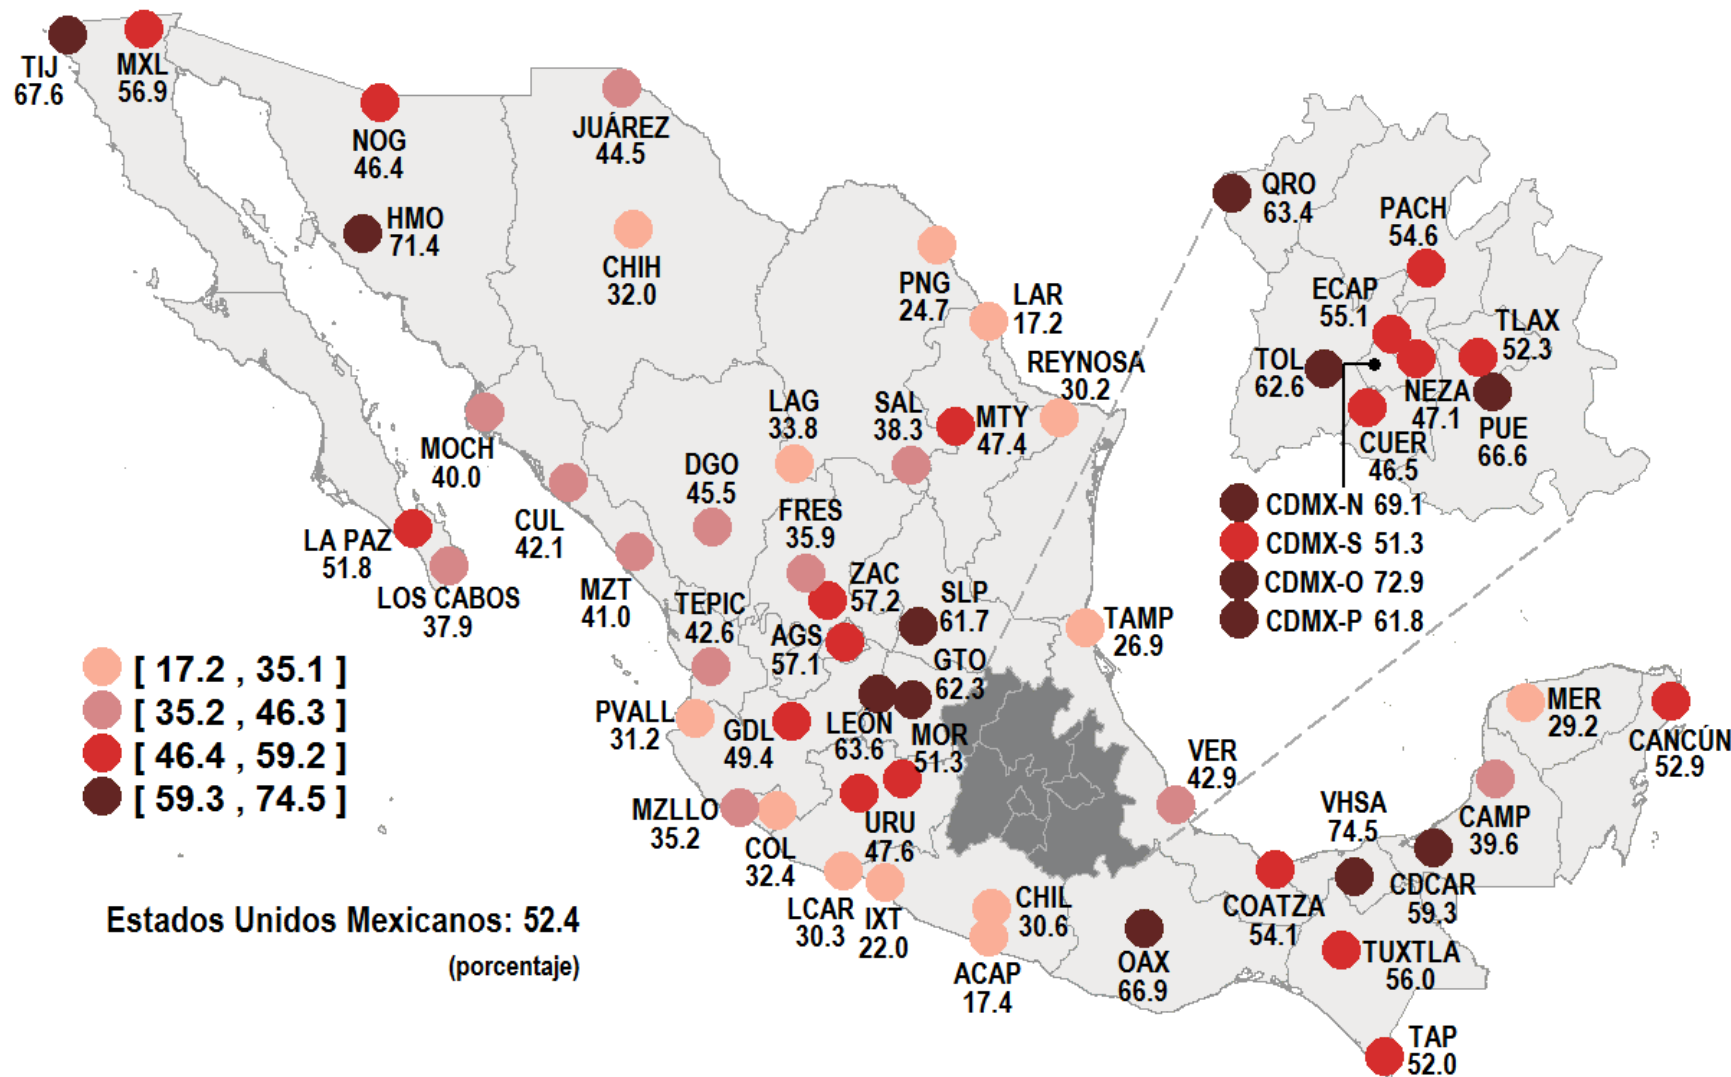 TIJ
67.6
MXL
56.9
NOG
46.4
HMO
71.4
JUÁREZ
44.5
CHIH
32.0
PNG
24.7
LAR
17.2
REYNOSA
30.2
LAG
33.8
SAL
38.3
MTY
47.4
MOCH
40.0
DGO
45.5
FRES
35.9
CUL
42.1
LA PAZ
51.8
LOS CABOS
37.9
MZT
41.0
TEPIC
42.6
ZAC
57.2
SLP
61.7
AGS
57.1
GTO
62.3
TAMP
26.9
PVALL
31.2
GDL
49.4
LEÓN
63.6
MOR
51.3
MZLLO
35.2
COL
32.4
URU
47.6
LCAR
30.3
IXT
22.0
CHIL
30.6
ACAP
17.4
OAX
66.9
VER
42.9
COATZA
54.1
VHSA
74.5
CDCAR
59.3
CAMP
39.6
MER
29.2
CANCÚN
52.9
TUXTLA
56.0
TAP
52.0
QRO
63.4
PACH
54.6
ECAP
55.1
TLAX
52.3
TOL
62.6
NEZA
47.1
CUER
46.5
PUE
66.6
CDMX-N 69.1
CDMX-S 51.3
CDMX-O 72.9
CDMX-P 61.8
[ 17.2 , 35.1 ]
[ 35.2 , 46.3 ]
[ 46.4 , 59.2 ]
[ 59.3 , 74.5 ]
Estados Unidos Mexicanos: 52.4
(porcentaje)